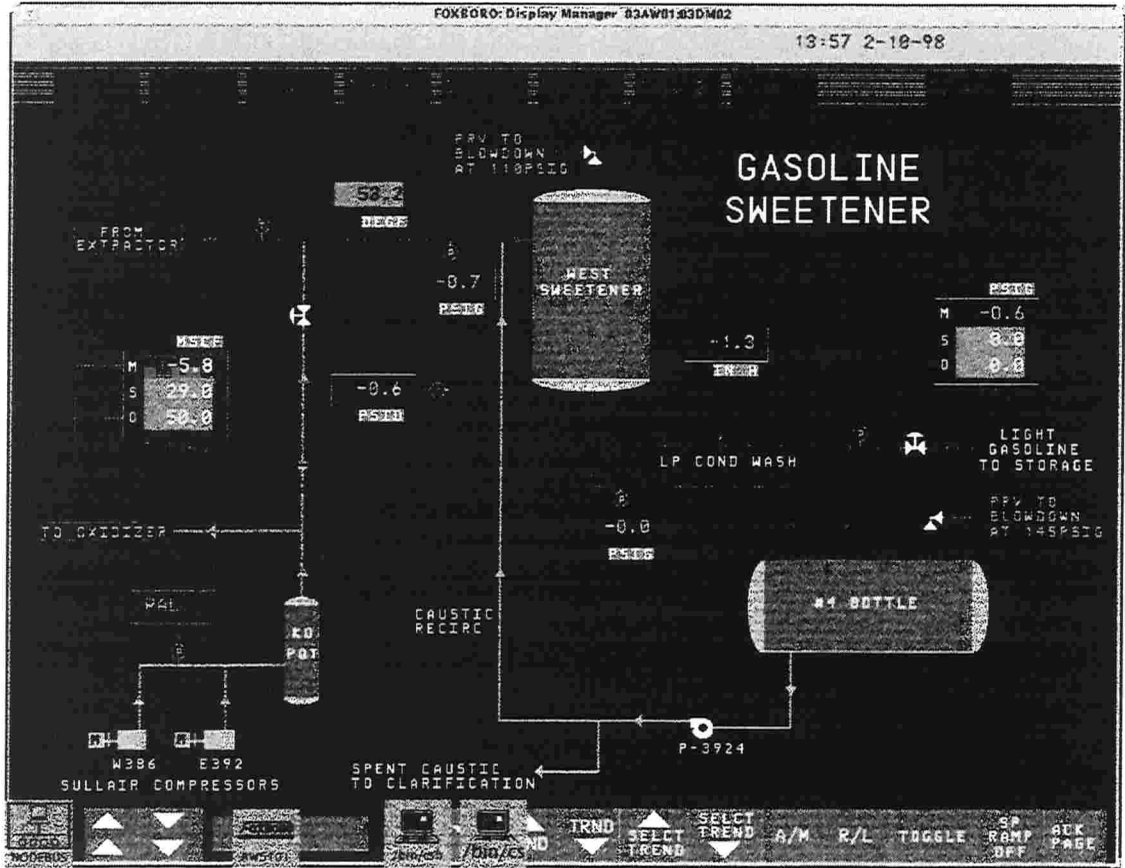 FOXBORO: Display Manager 03AW01:03DM02
13:57 2-10-98
PRV TO
BLOWDOWN
AT 110PSIG
GASOLINE
SWEETENER
58.2
DEGF
FROM
EXTRACTOR
-0.7
PSIG
WEST
SWEETENER
PSIG
M -0.6
S 0.0
O 0.0
-1.3
IN H
M -5.8
S 29.0
O 50.0
-0.6
PSID
LIGHT
GASOLINE
TO STORAGE
LP COND WASH
-0.0
PSIG
PRV TO
BLOWDOWN
AT 145PSIG
TO OXIDIZER
#4 BOTTLE
CAUSTIC
RECIRC
KO
POT
P-3924
W386 E392
SULLAIR COMPRESSORS
SPENT CAUSTIC
TO CLARIFICATION
NODEBUS
TRND
SELCT
TREND
SELCT
TREND
A/M
R/L
TOGGLE
SP
RAMP
OFF
ACK
PAGE